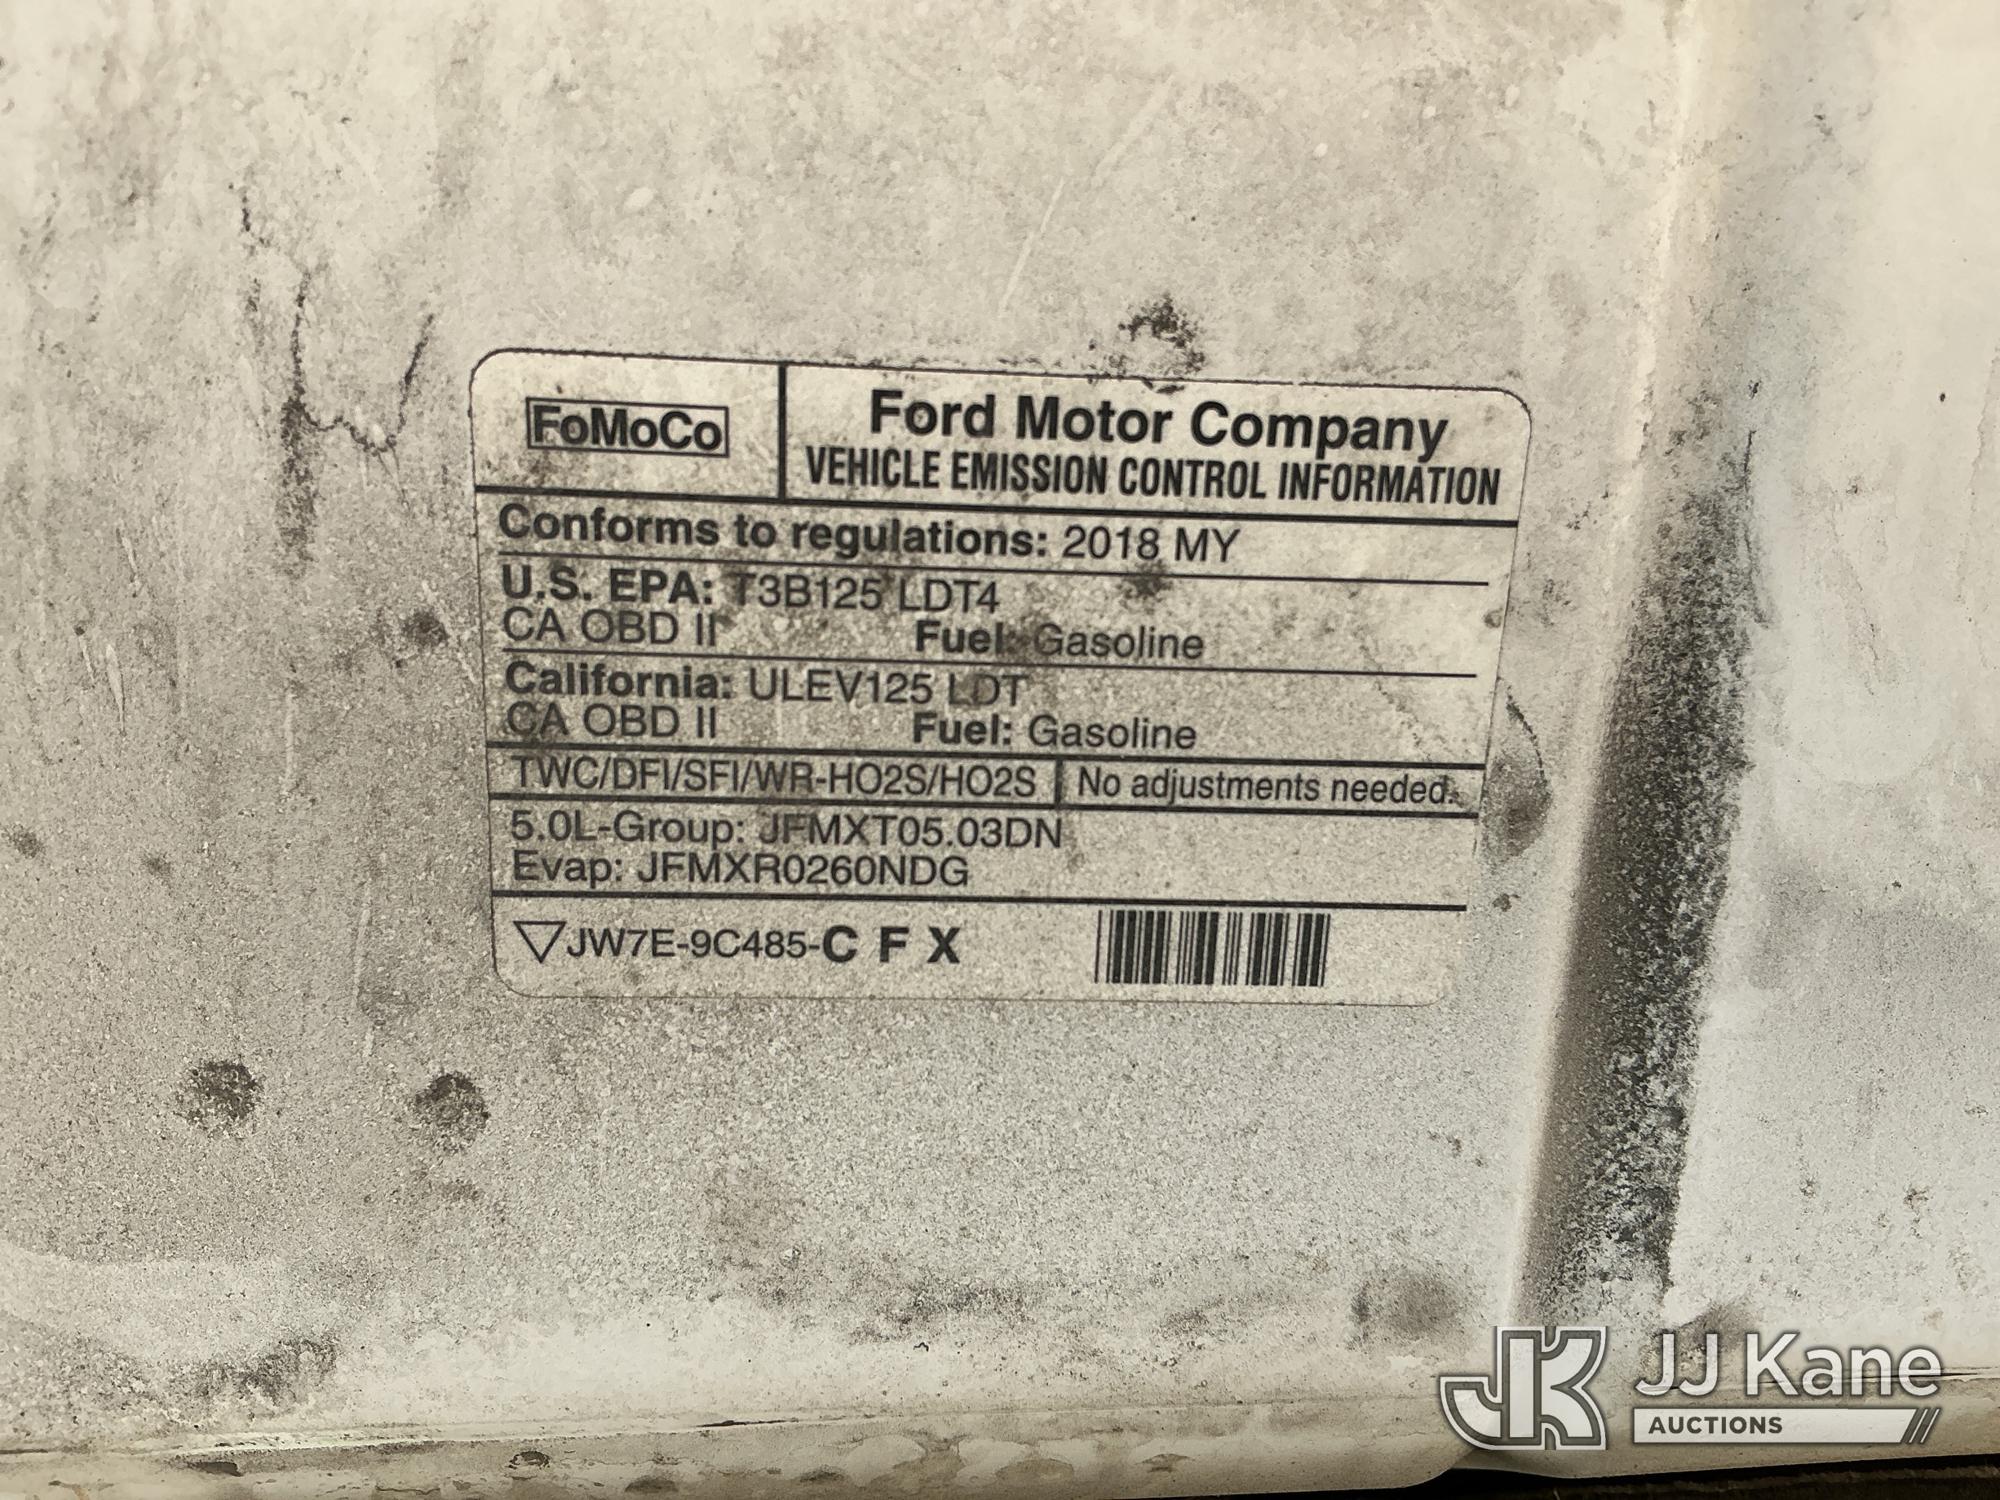 FoMoCo
Ford Motor Company
VEHICLE EMISSION CONTROL INFORMATION
Conforms to regulations: 2018 MY
U.S. EPA: T3B125 LDT4
CA OBD II Fuel: Gasoline
California: ULEV125 LDT
CA OBD II Fuel: Gasoline
TWC/DFI/SFI/WR-HO2S/HO2S No adjustments needed.
5.0L-Group: JFMXT05.03DN
Evap: JFMXR0260NDG
JW7E-9C485-C F X
JK JJ Kane
AUCTIONS